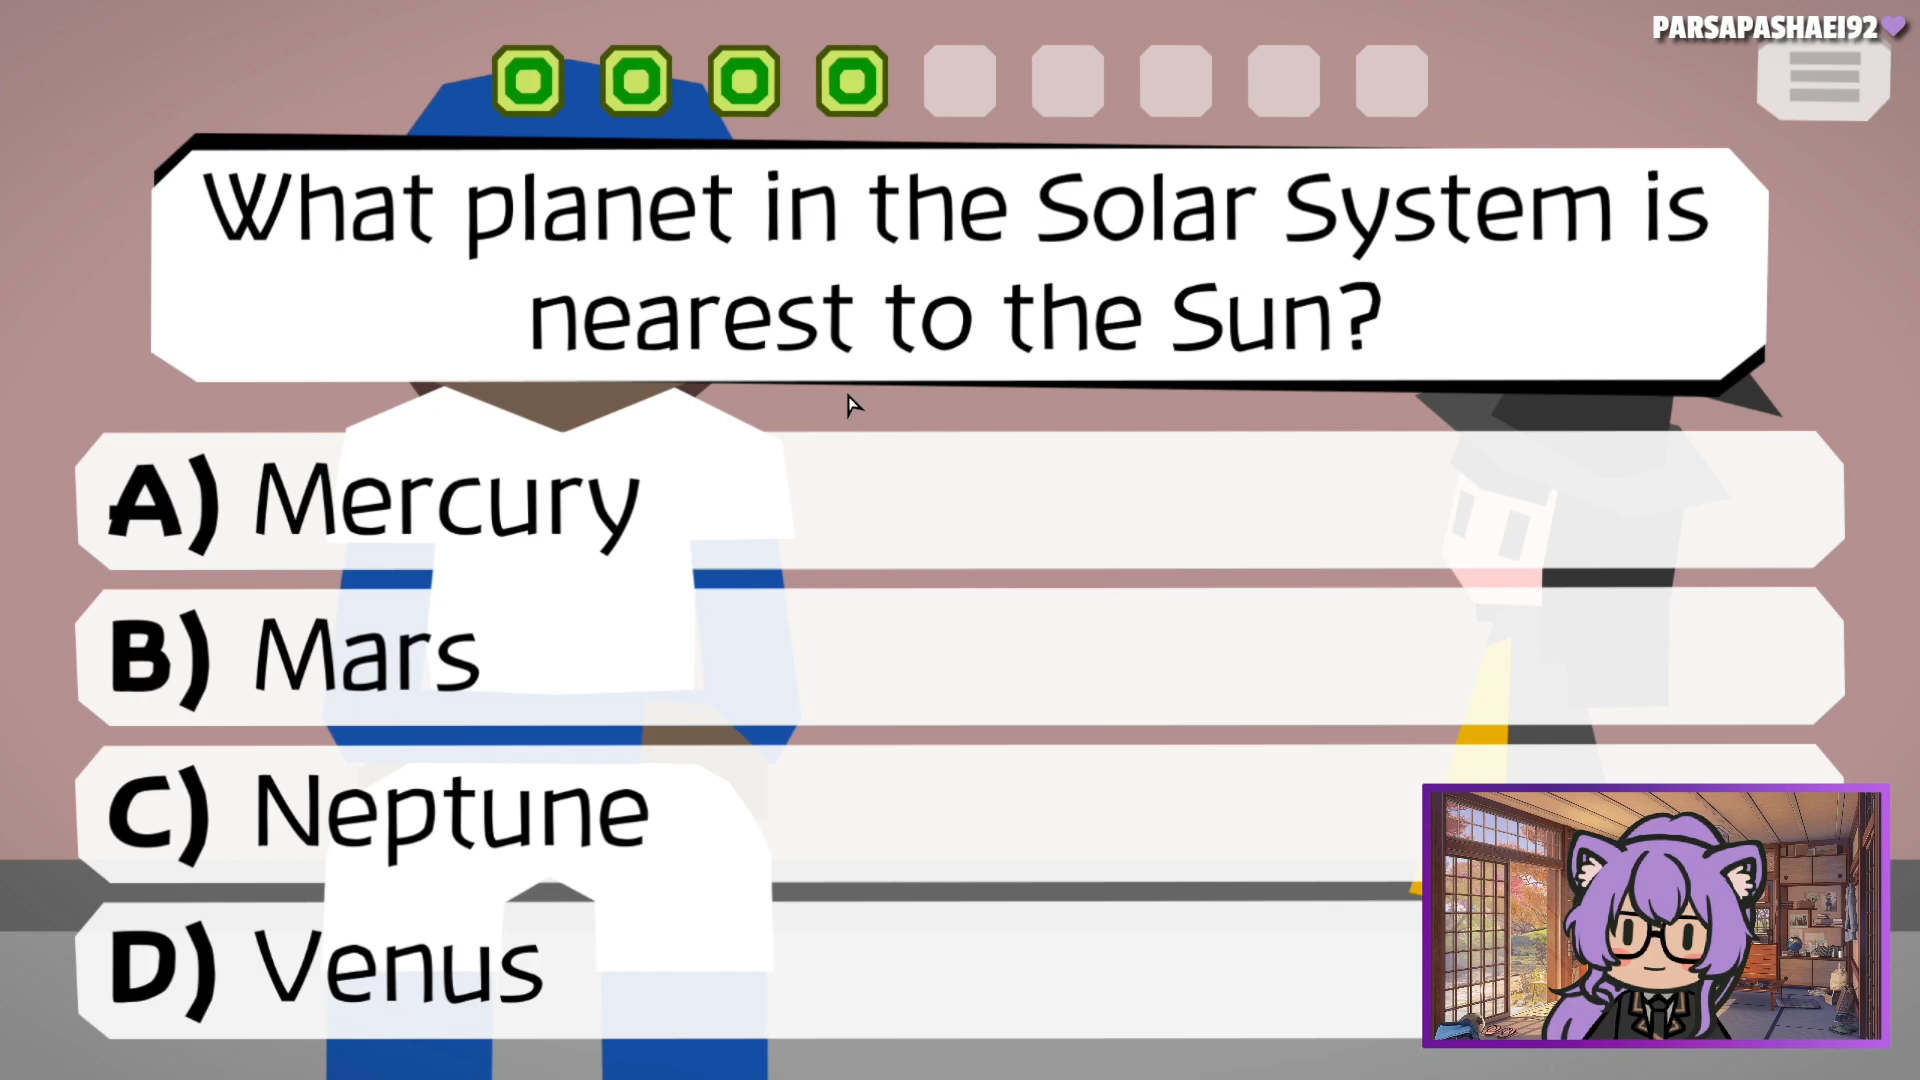 PARSAPASHAEI92
What planet in the Solar System is
nearest to the Sun?
A) Mercury
B) Mars
C) Neptune
D) Venus